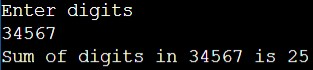 Enter digits
34567
Sum of digits in 34567 is 25